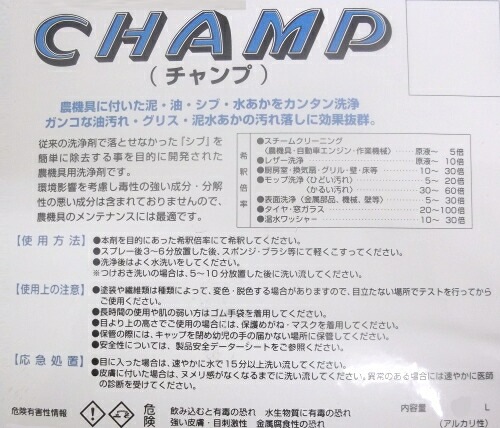 CHAMP
(チャンプ)
農機具に付いた泥・油・シブ・水あかをカンタン洗浄
ガンコな油汚れ・グリス・泥水あかの汚れ落しに効果抜群。
従来の洗浄剤で落とせなかった「シブ」を
簡単に除去する事を目的に開発された
農機具用洗浄剤です。
環境影響を考慮し毒性の強い成分・分解
性の悪い成分は含まれておりませんので、
農機具のメンテナンスには最適です。
希釈倍率
●スチームクリーニング
(農機具・自動車エンジン・作業機械)……… 原液~ 5倍
●レザー洗浄 ……… 原液~ 10倍
●厨房室・換気扇・グリル・壁・床等 ……… 10~ 30倍
●モップ洗浄(ひどい汚れ) ……… 5~ 20倍
(かるい汚れ) ……… 30~ 60倍
●表面洗浄(金属部品、機械、壁等) ……… 5~ 30倍
●タイヤ・窓ガラス ……… 20~100倍
●温水ワッシャー ……… 10~ 30倍
【使用方法】 ●本剤を目的にあった希釈倍率にて希釈してください。
●スプレー後3~6分放置した後、スポンジ・ブラシ等にて軽くこすってください。
●洗浄後はよく水洗いをしてください。
※つけおき洗いの場合は、5~10分放置した後に洗い流してください。
【使用上の注意】 ●塗装や繊維類は種類によって、変色・脱色する場合がありますので、目立たない場所でテストを行ってから
ご使用ください。
●長時間の使用や肌の弱い方はゴム手袋を着用してください。
●目より上の高さでご使用の場合には、保護めがね・マスクを着用してください。
●保管の際には、キャップを閉め幼児の手の届かない場所に保管してください。
●安全性については、製品安全データーシートをご参照ください。
【応急処置】 ●目に入った場合は、速やかに水で15分以上洗い流してください。
●皮膚に付いた場合は、ヌメリ感がなくなるまでに洗い流してください。異常のある場合には速やかに医師
の診断を受けてください。
危険有害性情報 危険 飲み込むと有毒の恐れ 水生物質に有毒の恐れ
強い皮膚・目刺激性 金属腐食性の恐れ
内容量 L
(アルカリ性)